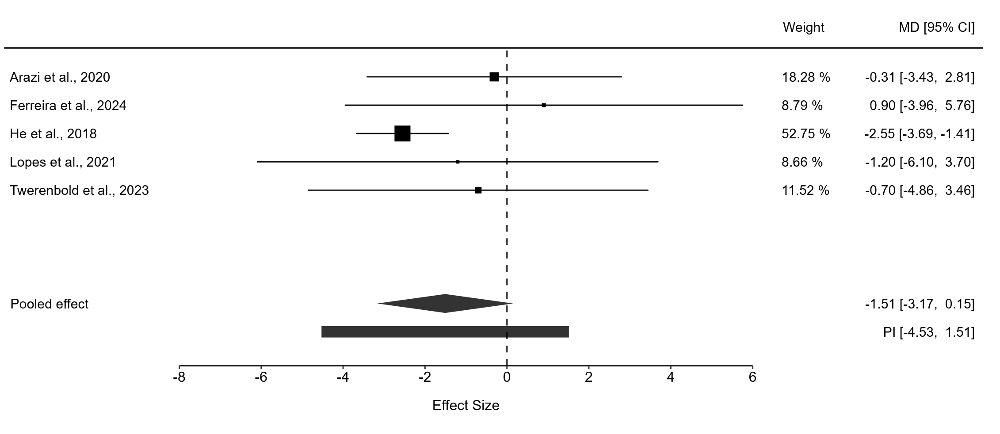 Weight MD [95% CI]
Arazi et al., 2020 18.28 % -0.31 [-3.43, 2.81]
Ferreira et al., 2024 8.79 % 0.90 [-3.96, 5.76]
He et al., 2018 52.75 % -2.55 [-3.69, -1.41]
Lopes et al., 2021 8.66 % -1.20 [-6.10, 3.70]
Twerenbold et al., 2023 11.52 % -0.70 [-4.86, 3.46]
Pooled effect -1.51 [-3.17, 0.15]
PI [-4.53, 1.51]
-8 -6 -4 -2 0 2 4 6
Effect Size